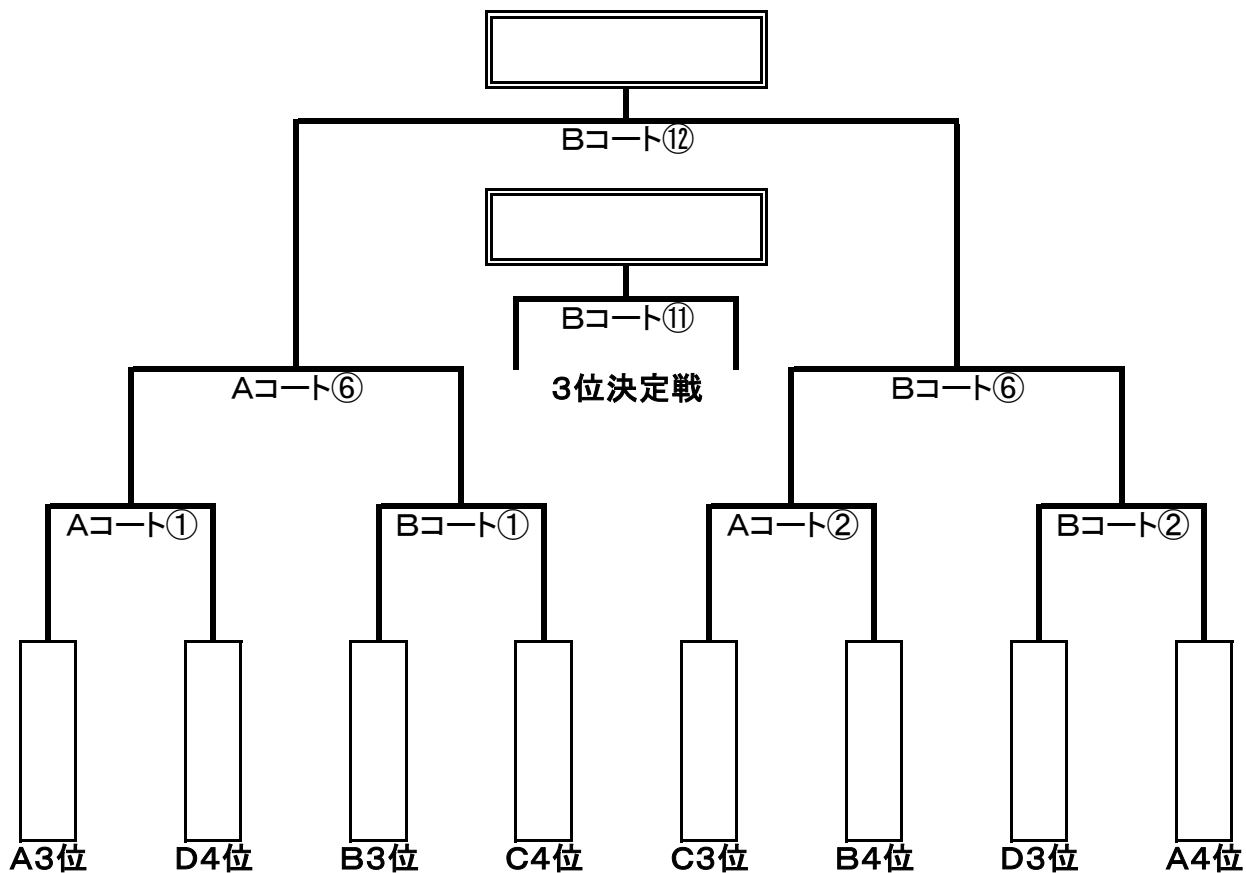 Bコート⑫
Bコート⑪
3位決定戦
Aコート⑥
Bコート⑥
Aコート①
Bコート①
Aコート②
Bコート②
A3位
D4位
B3位
C4位
C3位
B4位
D3位
A4位